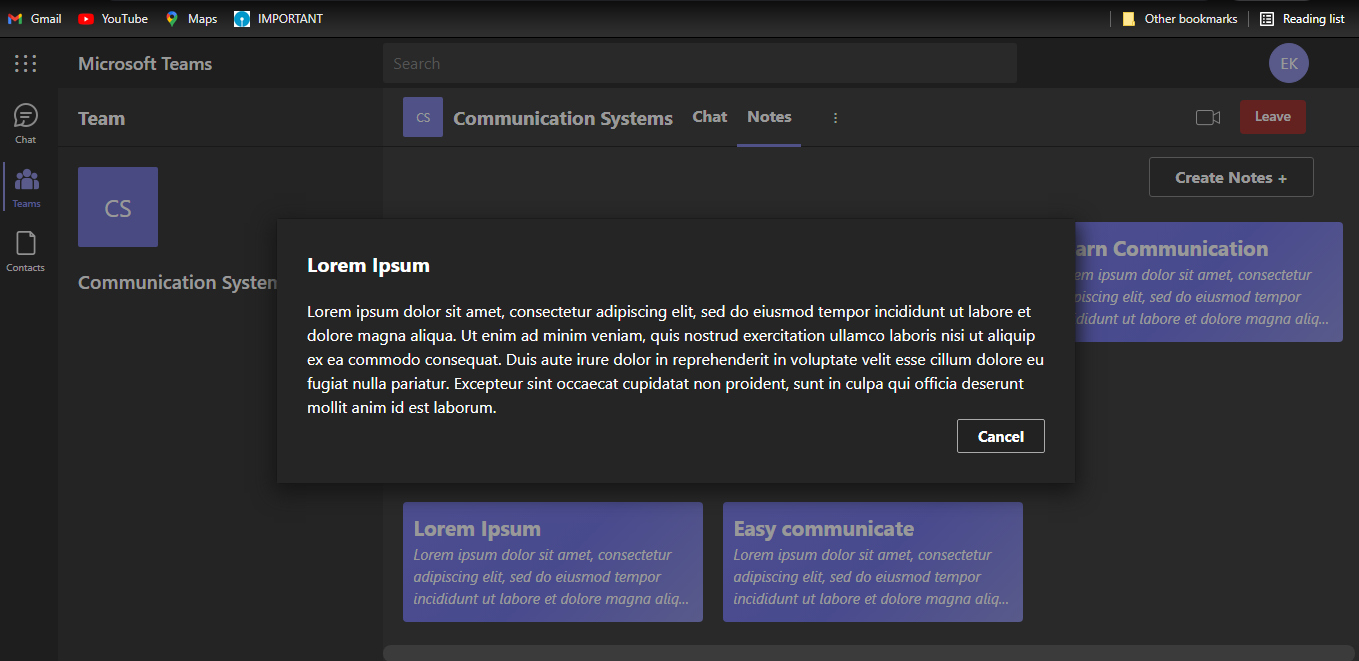 Gmail YouTube Maps IMPORTANT Other bookmarks Reading list
Microsoft Teams
Search
EK
Chat
Teams
Contacts
Team
CS
Communication System
CS Communication Systems Chat Notes Leave
Create Notes +
arn Communication
em ipsum dolor sit amet, consectetur
piscing elit, sed do eiusmod tempor
didunt ut labore et dolore magna aliq...
Lorem Ipsum
Lorem ipsum dolor sit amet, consectetur adipiscing elit, sed do eiusmod tempor incididunt ut labore et
dolore magna aliqua. Ut enim ad minim veniam, quis nostrud exercitation ullamco laboris nisi ut aliquip
ex ea commodo consequat. Duis aute irure dolor in reprehenderit in voluptate velit esse cillum dolore eu
fugiat nulla pariatur. Excepteur sint occaecat cupidatat non proident, sunt in culpa qui officia deserunt
mollit anim id est laborum.
Cancel
Lorem Ipsum
Lorem ipsum dolor sit amet, consectetur
adipiscing elit, sed do eiusmod tempor
incididunt ut labore et dolore magna aliq...
Easy communicate
Lorem ipsum dolor sit amet, consectetur
adipiscing elit, sed do eiusmod tempor
incididunt ut labore et dolore magna aliq...